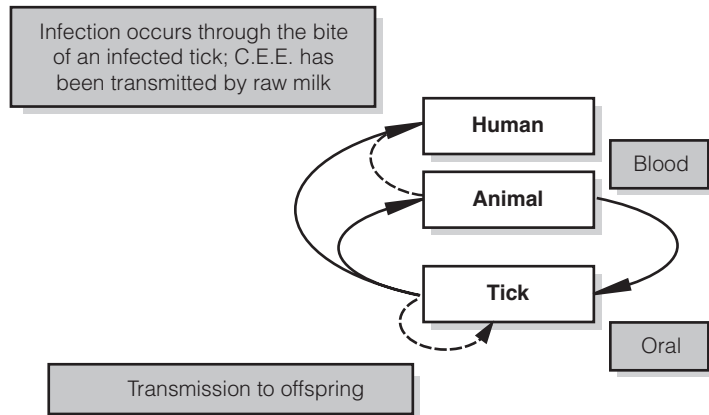 Infection occurs through the bite
of an infected tick; C.E.E. has
been transmitted by raw milk
Human
Blood
Animal
Tick
Oral
Transmission to offspring